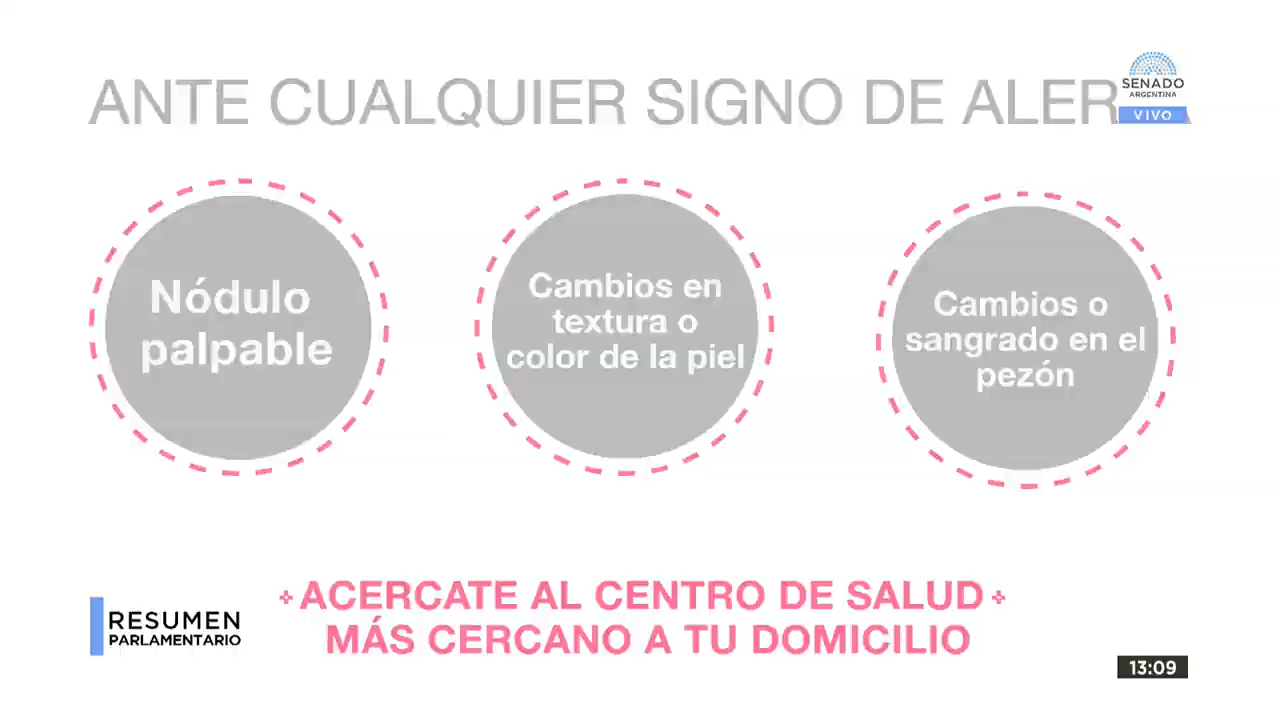 ANTE CUALQUIER SIGNO DE ALERTA
SENADO
ARGENTINA
VIVO
Nódulo
palpable
Cambios en
textura o
color de la piel
Cambios o
sangrado en el
pezón
ACERCATE AL CENTRO DE SALUD
MÁS CERCANO A TU DOMICILIO
RESUMEN
PARLAMENTARIO
13:09